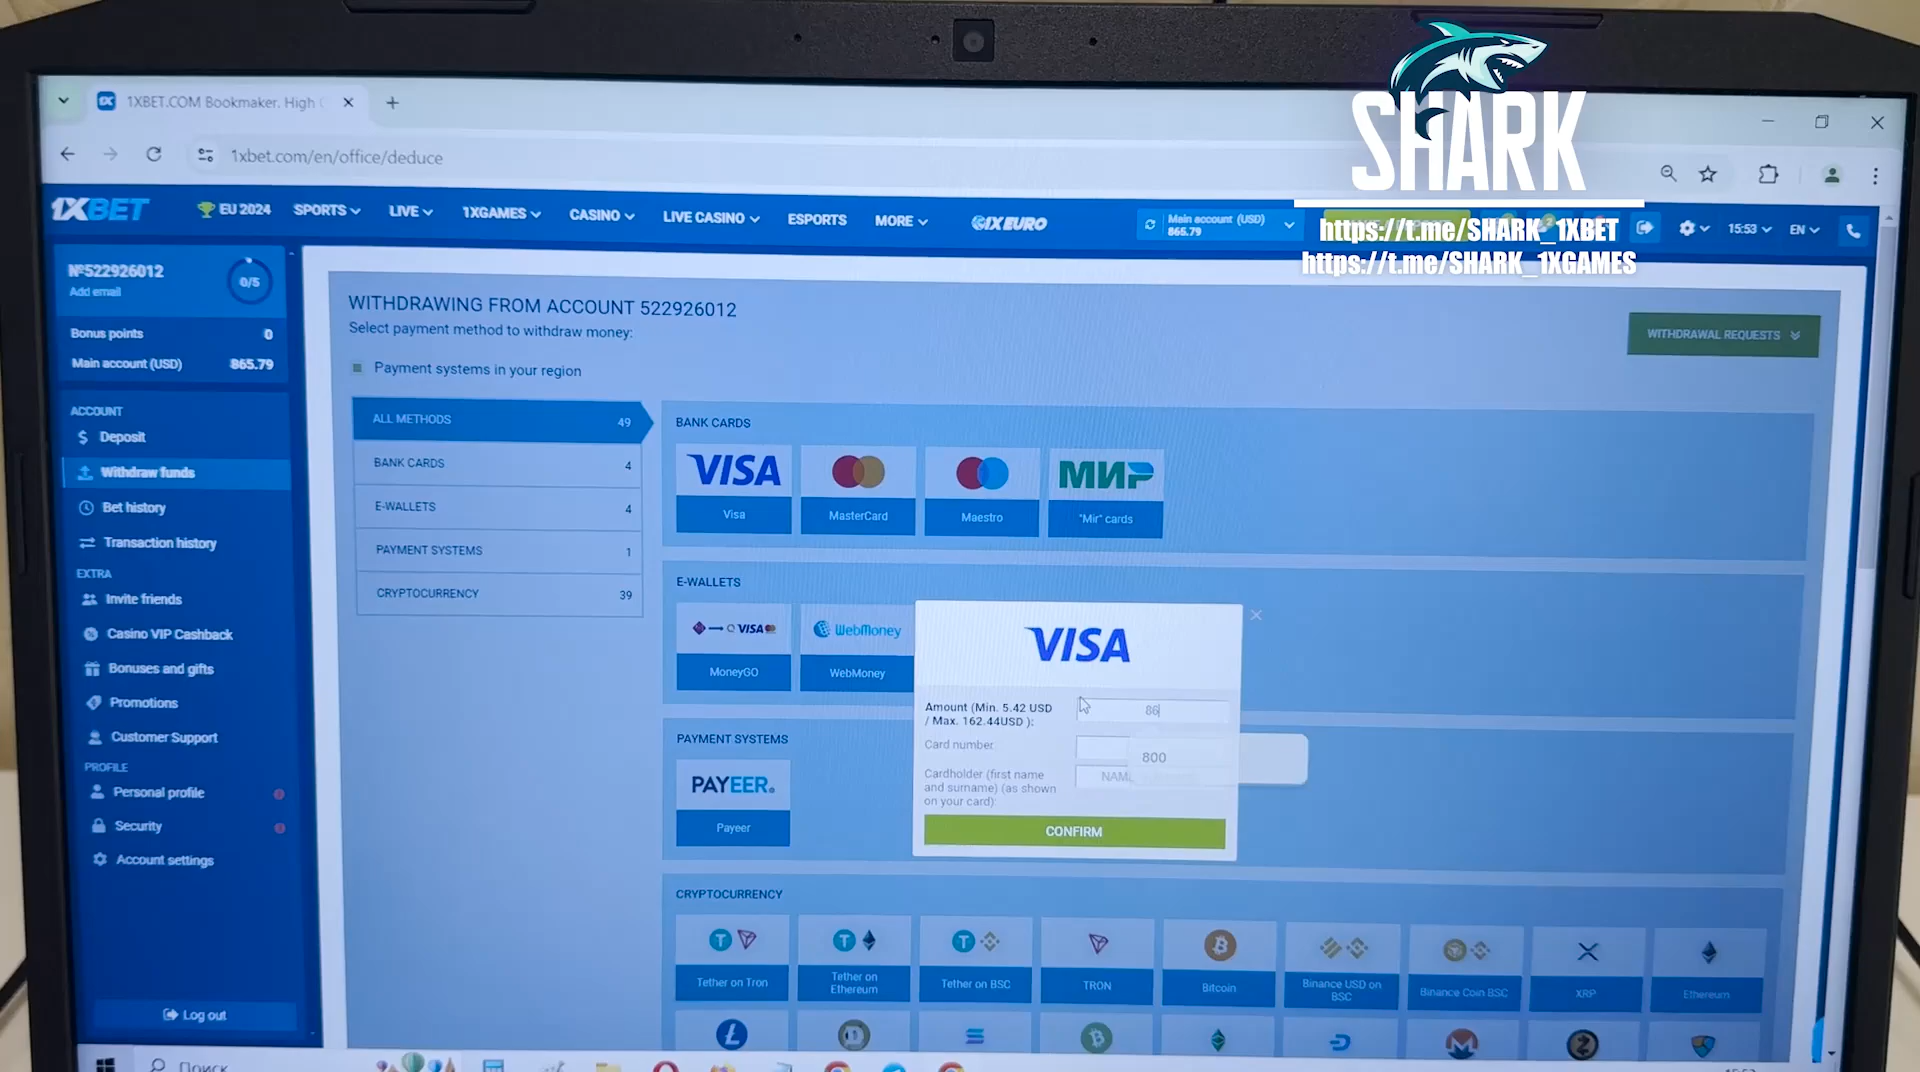 1XBET.COM Bookmaker. High
1xbet.com/en/office/deduce
SHARK
https://t.me/SHARK_1XBET
https://t.me/SHARK_1XGAMES
1XBET
EU 2024
SPORTS
LIVE
1XGAMES
CASINO
LIVE CASINO
ESPORTS
MORE
1XEURO
Main account (USD)
865.79
15:53
EN
№522926012
Add email
0/5
Bonus points 0
Main account (USD) 865.79
ACCOUNT
Deposit
Withdraw funds
Bet history
Transaction history
EXTRA
Invite friends
Casino VIP Cashback
Bonuses and gifts
Promotions
Customer Support
PROFILE
Personal profile
Security
Account settings
Log out
WITHDRAWING FROM ACCOUNT 522926012
Select payment method to withdraw money:
WITHDRAWAL REQUESTS
Payment systems in your region
ALL METHODS 49
BANK CARDS 4
E-WALLETS 4
PAYMENT SYSTEMS 1
CRYPTOCURRENCY 39
BANK CARDS
VISA
МИР
Visa
MasterCard
Maestro
"Mir" cards
E-WALLETS
VISA
WebMoney
MoneyGO
WebMoney
VISA
Amount (Min. 5.42 USD
/ Max. 162.44USD ):
86
Card number
800
Cardholder (first name
and surname) (as shown
on your card):
CONFIRM
PAYMENT SYSTEMS
PAYEER.
Payeer
CRYPTOCURRENCY
Tether on Tron
Tether on
Ethereum
Tether on BSC
TRON
Bitcoin
Binance USD on
BSC
Binance Coin BSC
XRP
Ethereum
Поиск